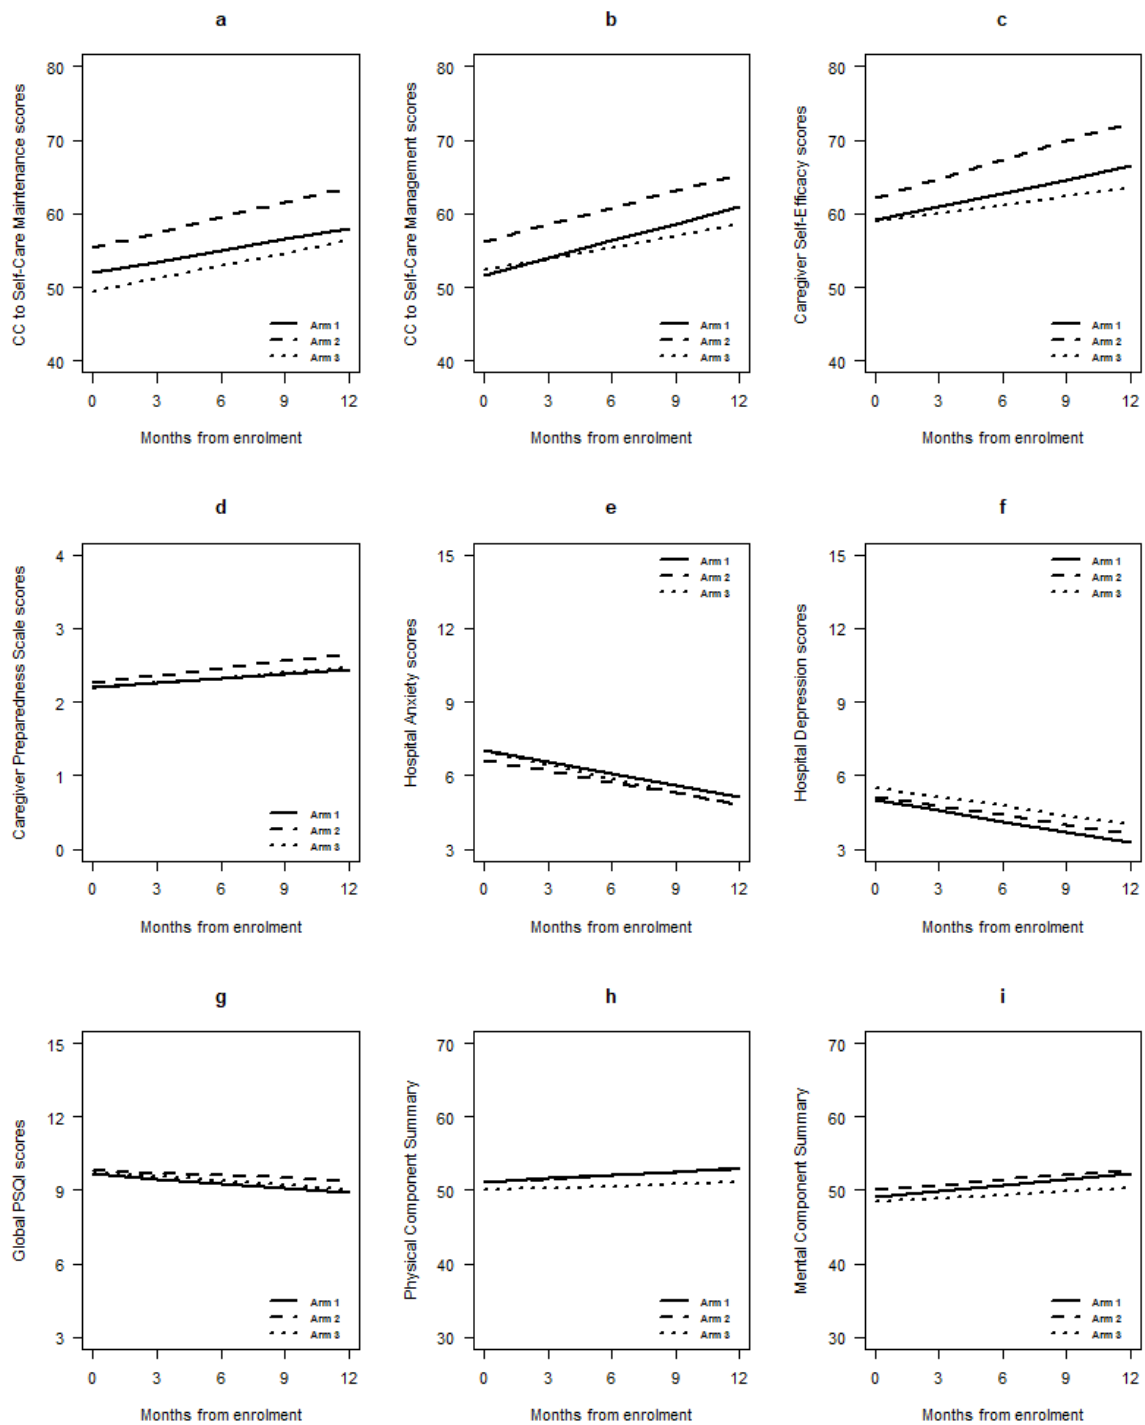 a
CC to Self-Care Maintenance scores
80
70
60
50
40
Arm 1
Arm 2
Arm 3
0 3 6 9 12
Months from enrolment
b
CC to Self-Care Management scores
80
70
60
50
40
Arm 1
Arm 2
Arm 3
0 3 6 9 12
Months from enrolment
c
Caregiver Self-Efficacy scores
80
70
60
50
40
Arm 1
Arm 2
Arm 3
0 3 6 9 12
Months from enrolment
d
Caregiver Preparedness Scale scores
4
3
2
1
0
Arm 1
Arm 2
Arm 3
0 3 6 9 12
Months from enrolment
e
Hospital Anxiety scores
15
12
9
6
3
Arm 1
Arm 2
Arm 3
0 3 6 9 12
Months from enrolment
f
Hospital Depression scores
15
12
9
6
3
Arm 1
Arm 2
Arm 3
0 3 6 9 12
Months from enrolment
g
Global PSQI scores
15
12
9
6
3
Arm 1
Arm 2
Arm 3
0 3 6 9 12
Months from enrolment
h
Physical Component Summary
70
60
50
40
30
Arm 1
Arm 2
Arm 3
0 3 6 9 12
Months from enrolment
i
Mental Component Summary
70
60
50
40
30
Arm 1
Arm 2
Arm 3
0 3 6 9 12
Months from enrolment